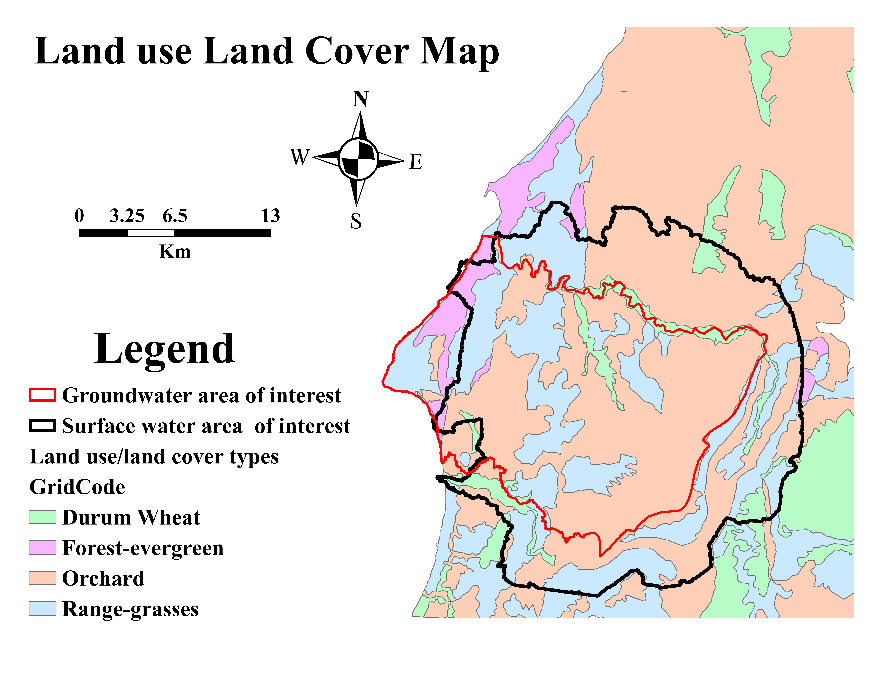 Land use Land Cover Map
N
W
E
S
0 3.25 6.5 13
Km
Legend
Groundwater area of interest
Surface water area of interest
Land use/land cover types
GridCode
Durum Wheat
Forest-evergreen
Orchard
Range-grasses